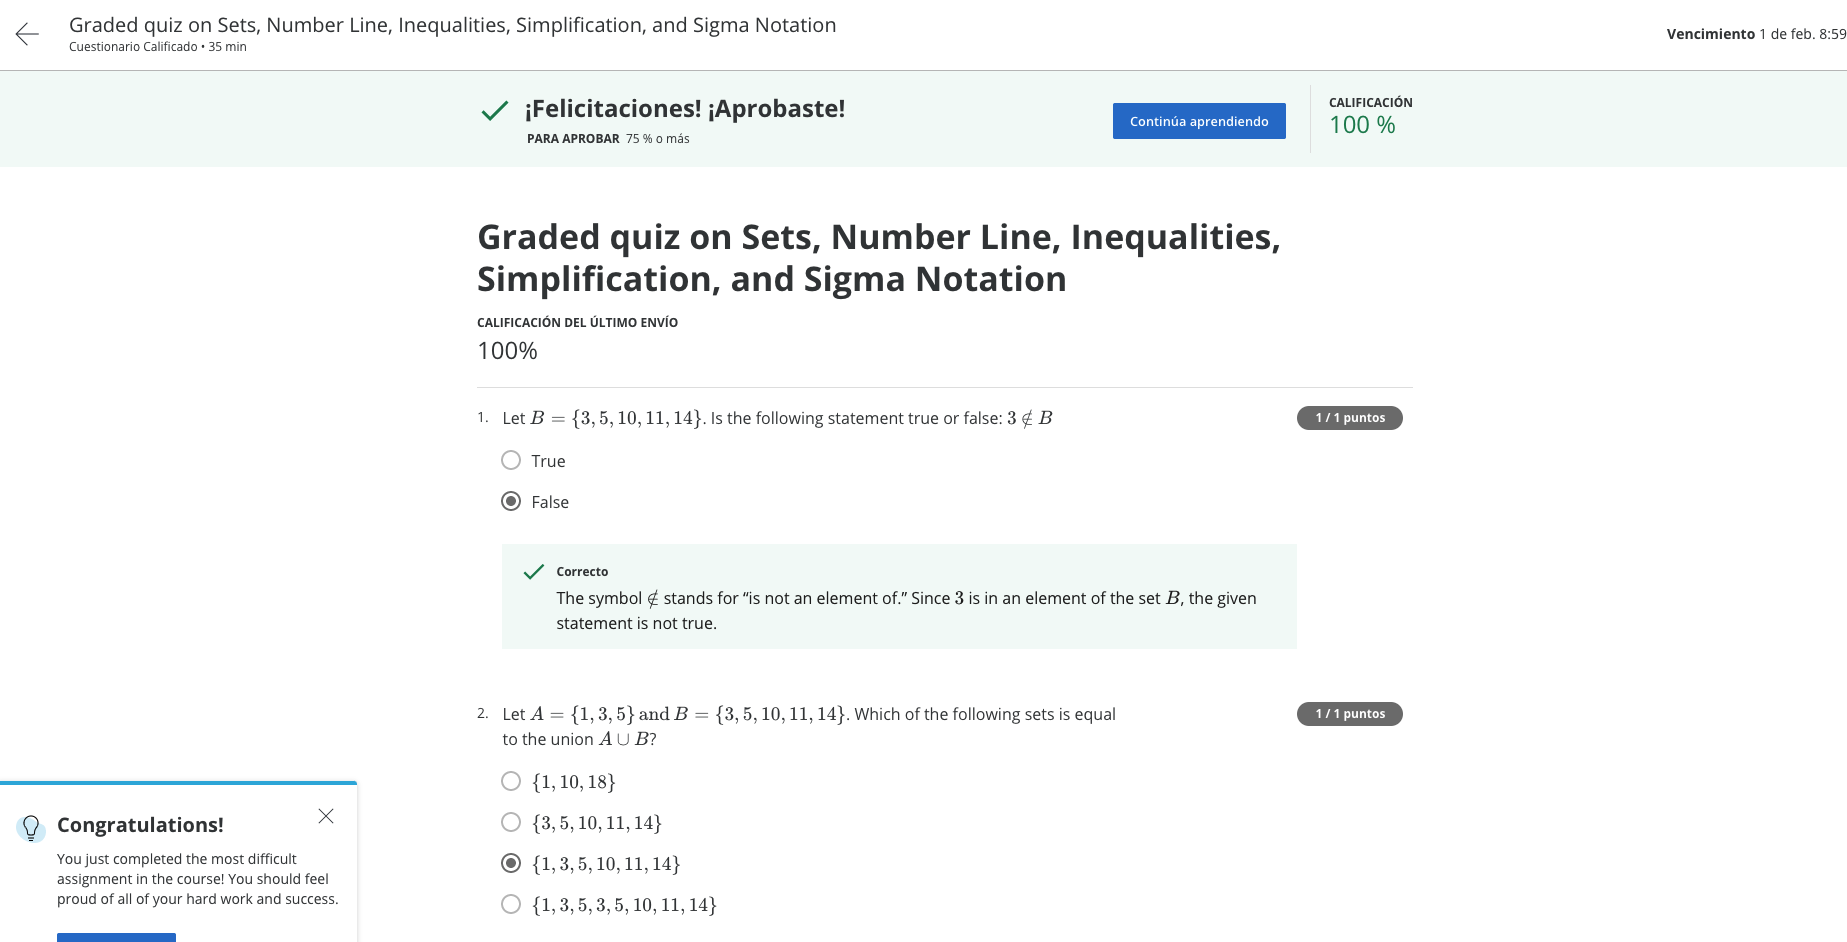 Graded quiz on Sets, Number Line, Inequalities, Simplification, and Sigma Notation
Cuestionario Calificado • 35 min
Vencimiento 1 de feb. 8:59
¡Felicitaciones! ¡Aprobaste!
PARA APROBAR 75 % o más
Continúa aprendiendo
CALIFICACIÓN
100 %
Graded quiz on Sets, Number Line, Inequalities,
Simplification, and Sigma Notation
CALIFICACIÓN DEL ÚLTIMO ENVÍO
100%
1. Let B = {3, 5, 10, 11, 14}. Is the following statement true or false: 3 ∉ B
1 / 1 puntos
True
False
Correcto
The symbol ∉ stands for “is not an element of.” Since 3 is in an element of the set B, the given
statement is not true.
2. Let A = {1, 3, 5} and B = {3, 5, 10, 11, 14}. Which of the following sets is equal
to the union A ∪ B?
1 / 1 puntos
{1, 10, 18}
{3, 5, 10, 11, 14}
{1, 3, 5, 10, 11, 14}
{1, 3, 5, 3, 5, 10, 11, 14}
Congratulations!
You just completed the most difficult
assignment in the course! You should feel
proud of all of your hard work and success.